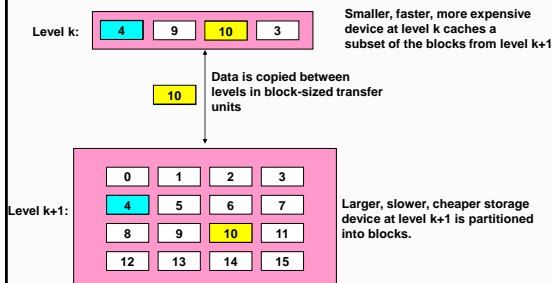 Level k:
4 9 10 3
Smaller, faster, more expensive
device at level k caches a
subset of the blocks from level k+1
10
Data is copied between
levels in block-sized transfer
units
Level k+1:
0 1 2 3
4 5 6 7
8 9 10 11
12 13 14 15
Larger, slower, cheaper storage
device at level k+1 is partitioned
into blocks.